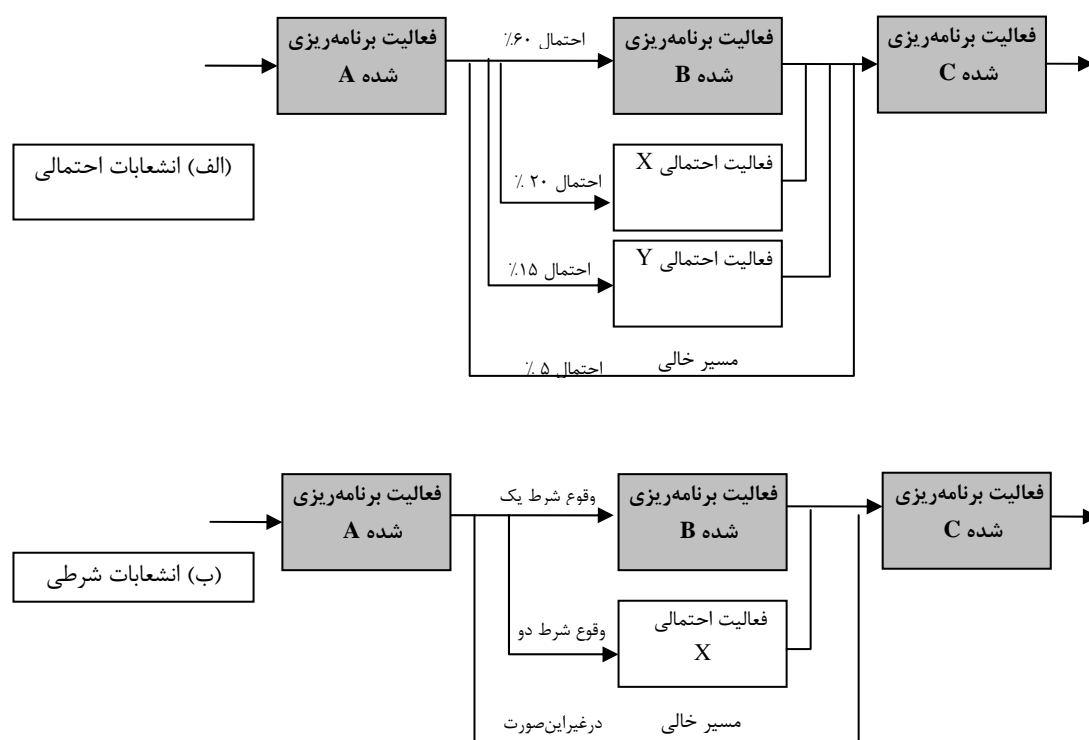 فعالیت برنامه‌ریزی
شده A
احتمال ۶۰٪
فعالیت برنامه‌ریزی
شده B
فعالیت برنامه‌ریزی
شده C
(الف) انشعابات احتمالی
احتمال ۲۰ ٪
فعالیت احتمالی X
احتمال ۱۵٪
فعالیت احتمالی Y
احتمال ۵ ٪
مسیر خالی
فعالیت برنامه‌ریزی
شده A
وقوع شرط یک
فعالیت برنامه‌ریزی
شده B
فعالیت برنامه‌ریزی
شده C
(ب) انشعابات شرطی
وقوع شرط دو
فعالیت احتمالی
X
درغیراین‌صورت
مسیر خالی